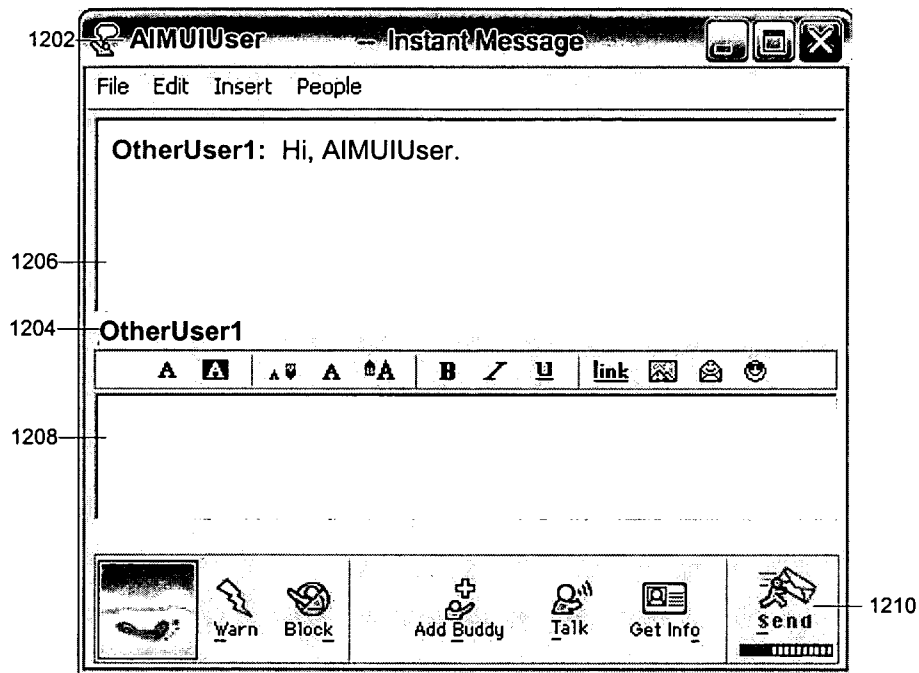 1202
AIMUIUser -- Instant Message
File Edit Insert People
OtherUser1: Hi, AIMUIUser.
1206
1204
OtherUser1
A A A A A B I U link
1208
Warn Block Add Buddy Talk Get Info Send
1210